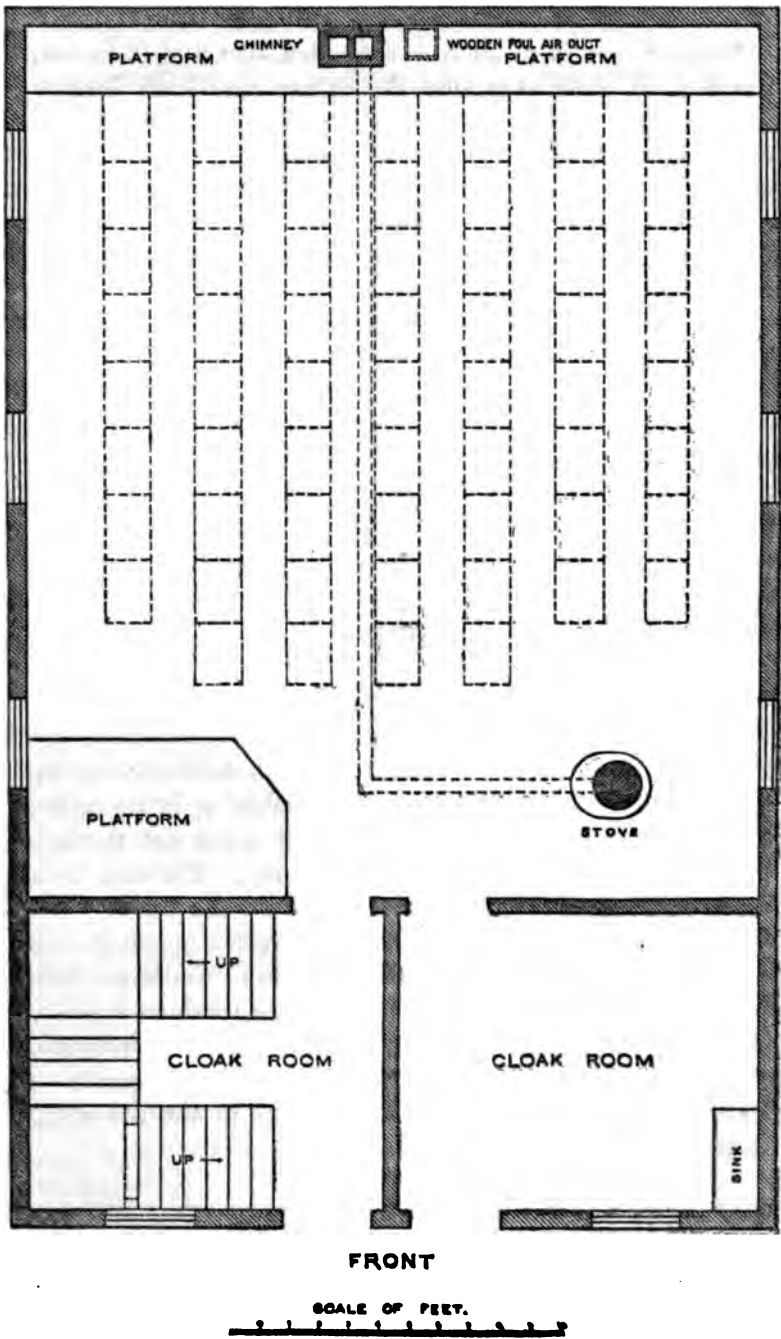 CHIMNEY
WOODEN FOUL AIR DUCT
PLATFORM
PLATFORM
PLATFORM
STOVE
UP
CLOAK ROOM
CLOAK ROOM
UP
SINK
FRONT
SCALE OF FEET.